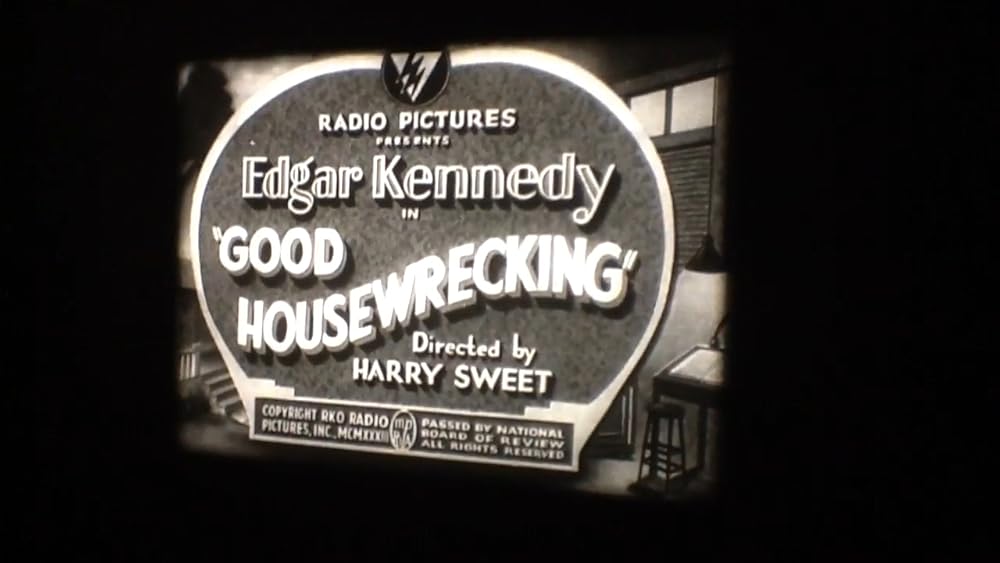 RADIO PICTURES
PRESENTS
Edgar Kennedy
IN
"GOOD
HOUSEWRECKING"
Directed by
HARRY SWEET
COPYRIGHT RKO RADIO
PICTURES, INC., MCMXXXIII
PASSED BY NATIONAL
BOARD OF REVIEW
ALL RIGHTS RESERVED